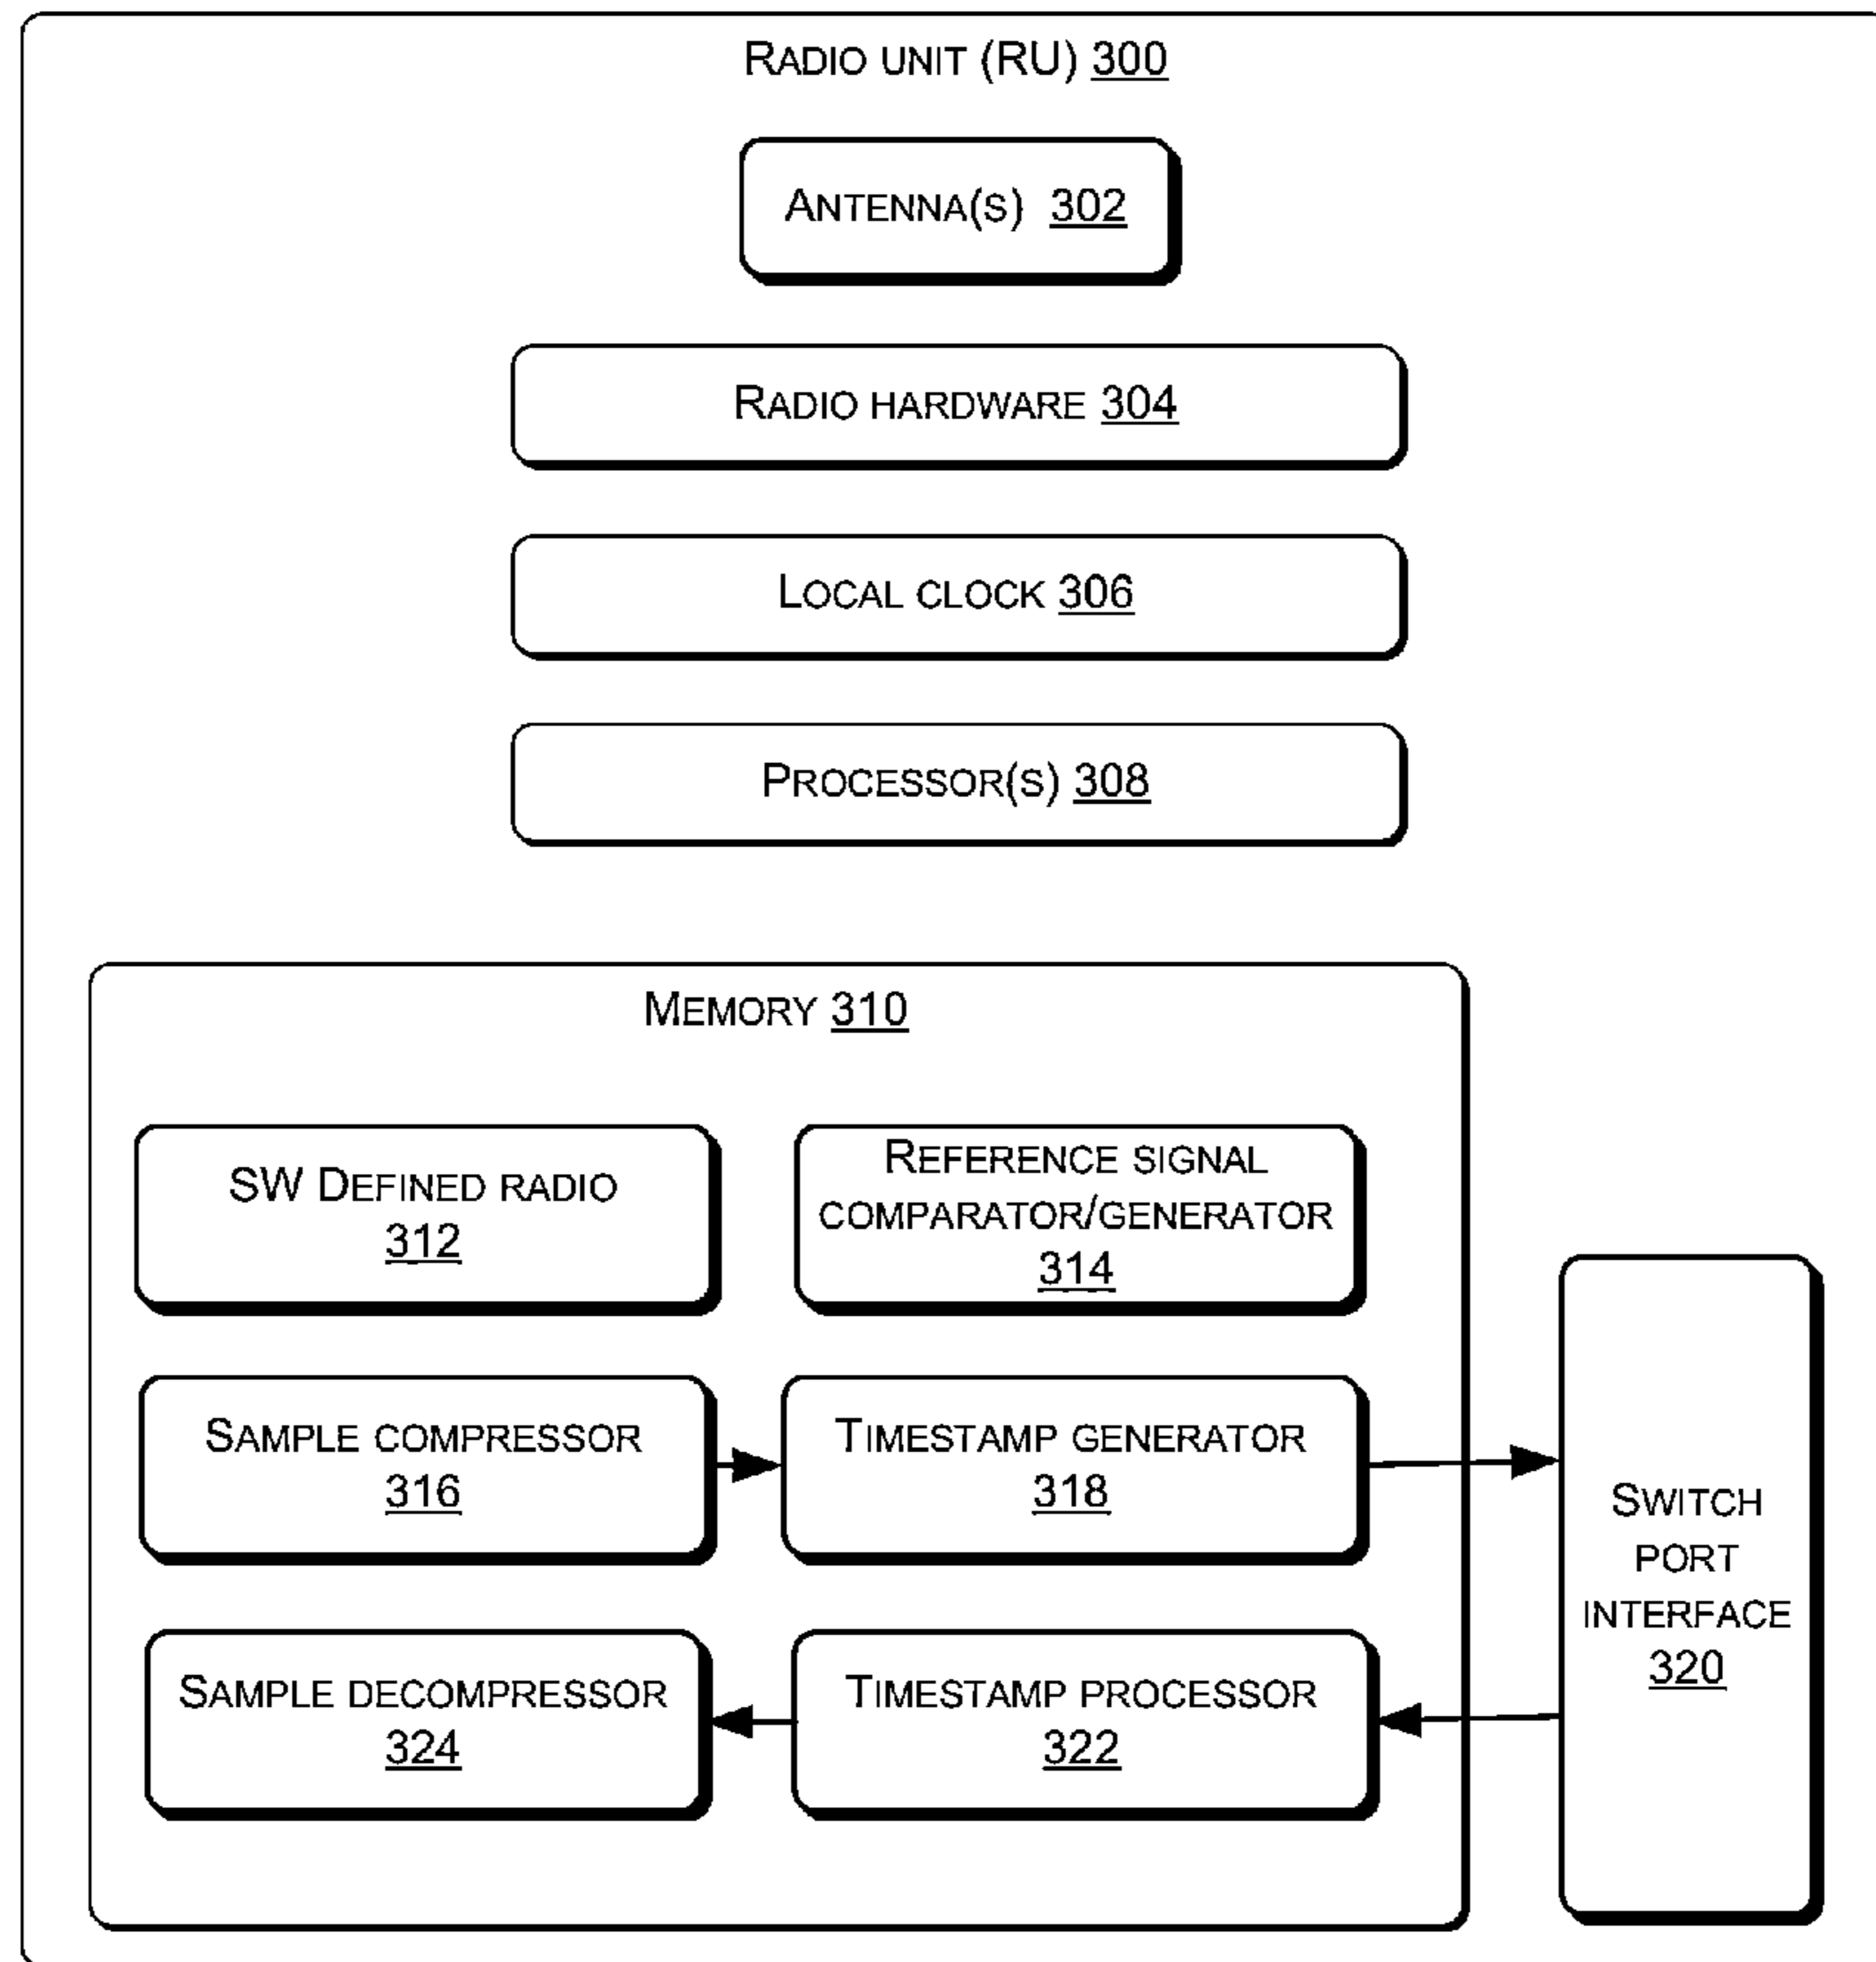 RADIO UNIT (RU) 300
ANTENNA(S) 302
RADIO HARDWARE 304
LOCAL CLOCK 306
PROCESSOR(S) 308
MEMORY 310
SW DEFINED RADIO
312
REFERENCE SIGNAL
COMPARATOR/GENERATOR
314
SAMPLE COMPRESSOR
316
TIMESTAMP GENERATOR
318
SWITCH
PORT
INTERFACE
320
SAMPLE DECOMPRESSOR
324
TIMESTAMP PROCESSOR
322